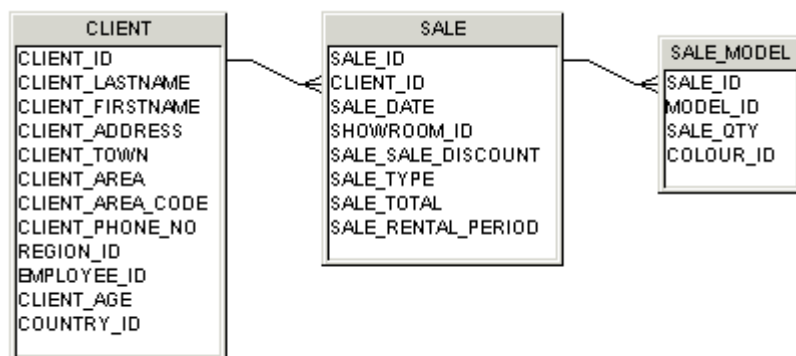 CLIENT
CLIENT_ID
CLIENT_LASTNAME
CLIENT_FIRSTNAME
CLIENT_ADDRESS
CLIENT_TOWN
CLIENT_AREA
CLIENT_AREA_CODE
CLIENT_PHONE_NO
REGION_ID
EMPLOYEE_ID
CLIENT_AGE
COUNTRY_ID
SALE
SALE_ID
CLIENT_ID
SALE_DATE
SHOWROOM_ID
SALE_SALE_DISCOUNT
SALE_TYPE
SALE_TOTAL
SALE_RENTAL_PERIOD
SALE_MODEL
SALE_ID
MODEL_ID
SALE_QTY
COLOUR_ID